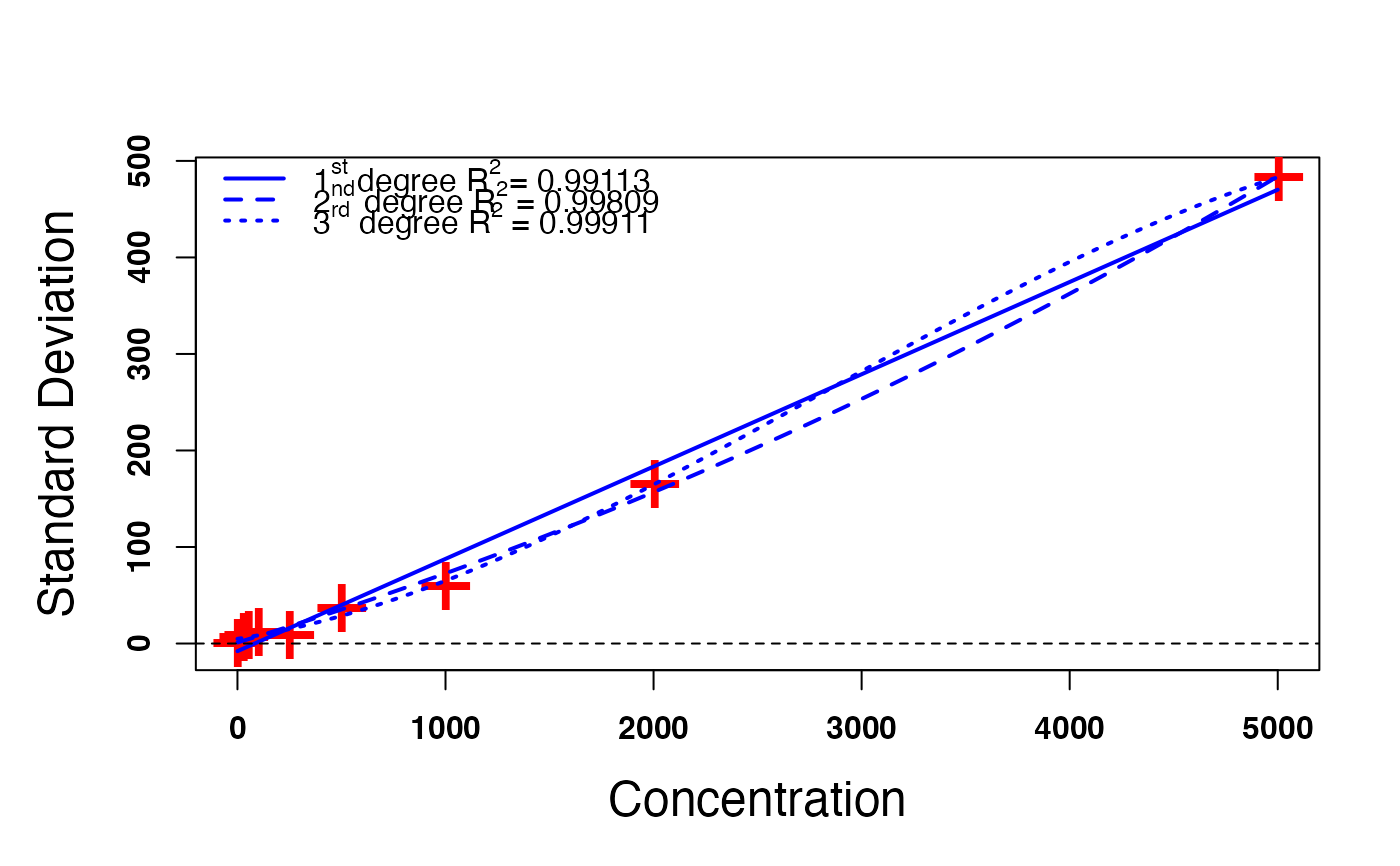 1st degree R2 = 0.99113
2nd degree R2 = 0.99809
3rd degree R2 = 0.99911
Standard Deviation
500
400
300
200
100
0
0 1000 2000 3000 4000 5000
Concentration